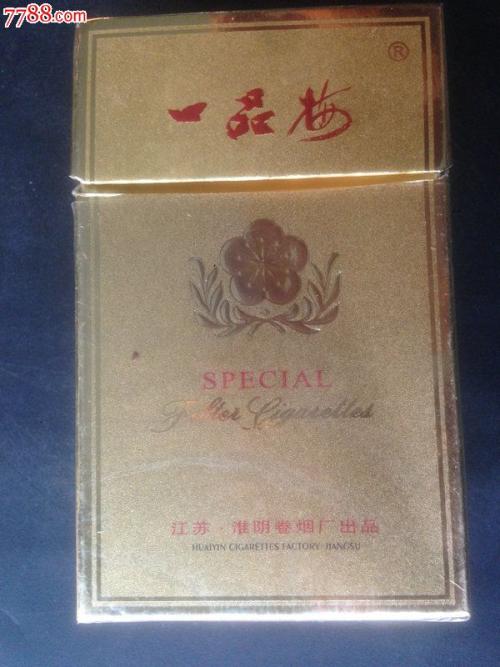 7788.com
®
一品梅
SPECIAL
Filter Cigarettes
江苏·淮阴卷烟厂出品
HUAIYIN CIGARETTES FACTORY·JIANGSU